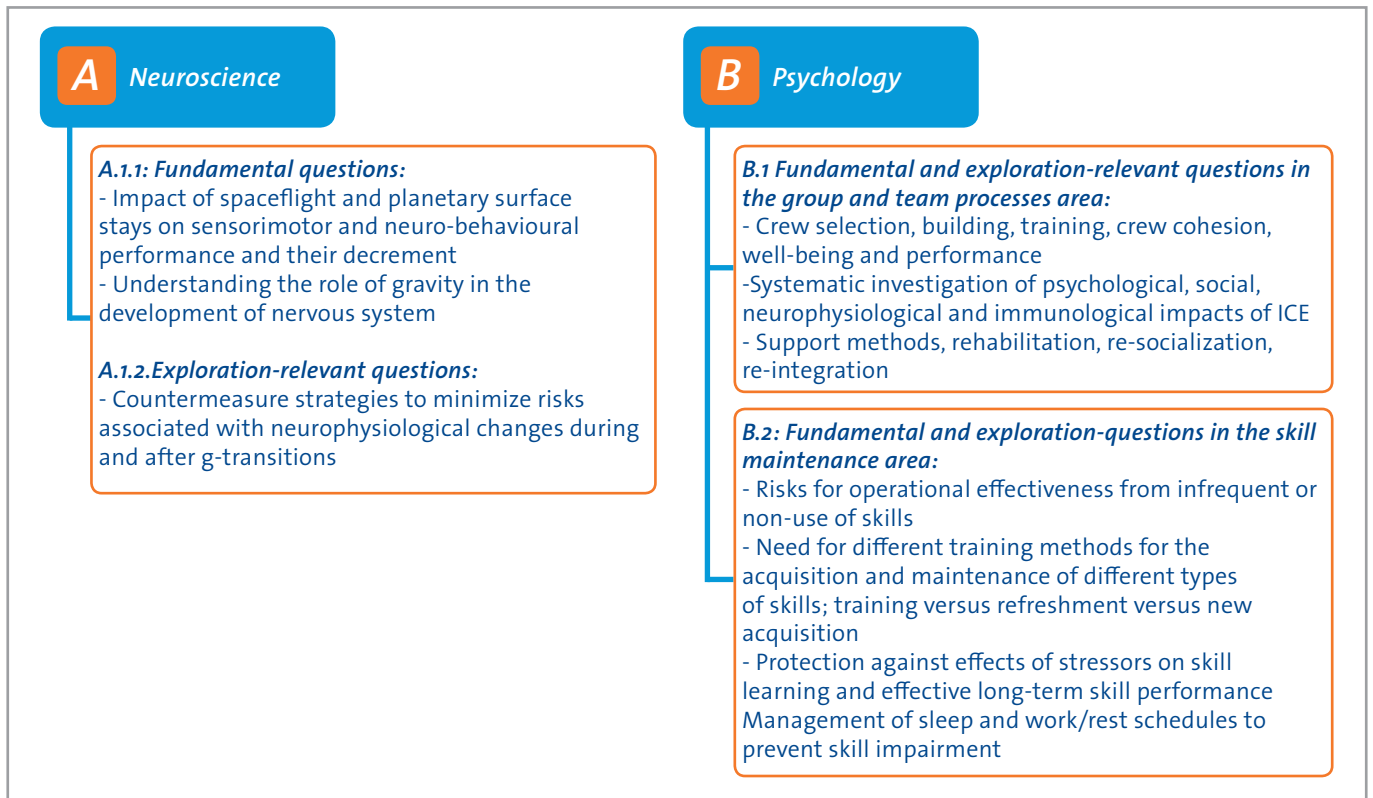 A Neuroscience
A.1.1: Fundamental questions:
- Impact of spaceflight and planetary surface
stays on sensorimotor and neuro-behavioural
performance and their decrement
- Understanding the role of gravity in the
development of nervous system
A.1.2.Exploration-relevant questions:
- Countermeasure strategies to minimize risks
associated with neurophysiological changes during
and after g-transitions
B Psychology
B.1 Fundamental and exploration-relevant questions in
the group and team processes area:
- Crew selection, building, training, crew cohesion,
well-being and performance
-Systematic investigation of psychological, social,
neurophysiological and immunological impacts of ICE
- Support methods, rehabilitation, re-socialization,
re-integration
B.2: Fundamental and exploration-questions in the skill
maintenance area:
- Risks for operational effectiveness from infrequent or
non-use of skills
- Need for different training methods for the
acquisition and maintenance of different types
of skills; training versus refreshment versus new
acquisition
- Protection against effects of stressors on skill
learning and effective long-term skill performance
Management of sleep and work/rest schedules to
prevent skill impairment